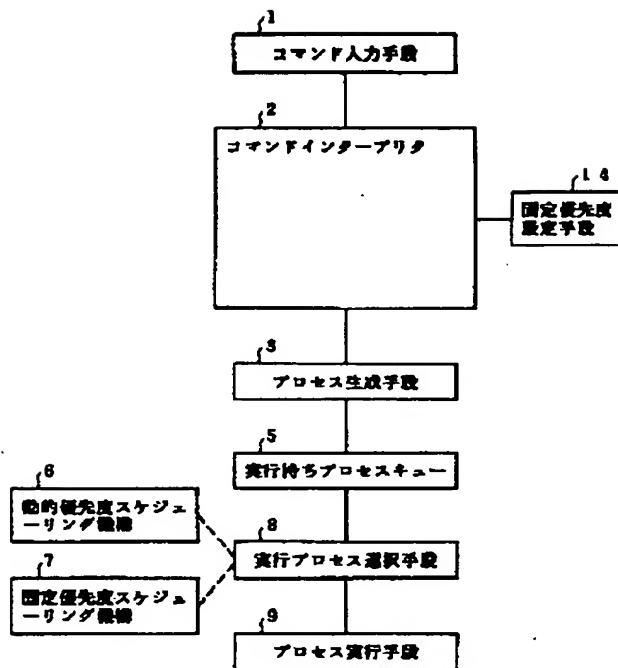 1
コマンド入力手段
2
コマンドインタープリタ
14
固定優先度
設定手段
3
プロセス生成手段
5
実行待ちプロセスキュー
6
動的優先度スケジュ
ーリング機構
8
実行プロセス選択手段
7
固定優先度スケジュ
ーリング機構
9
プロセス実行手段